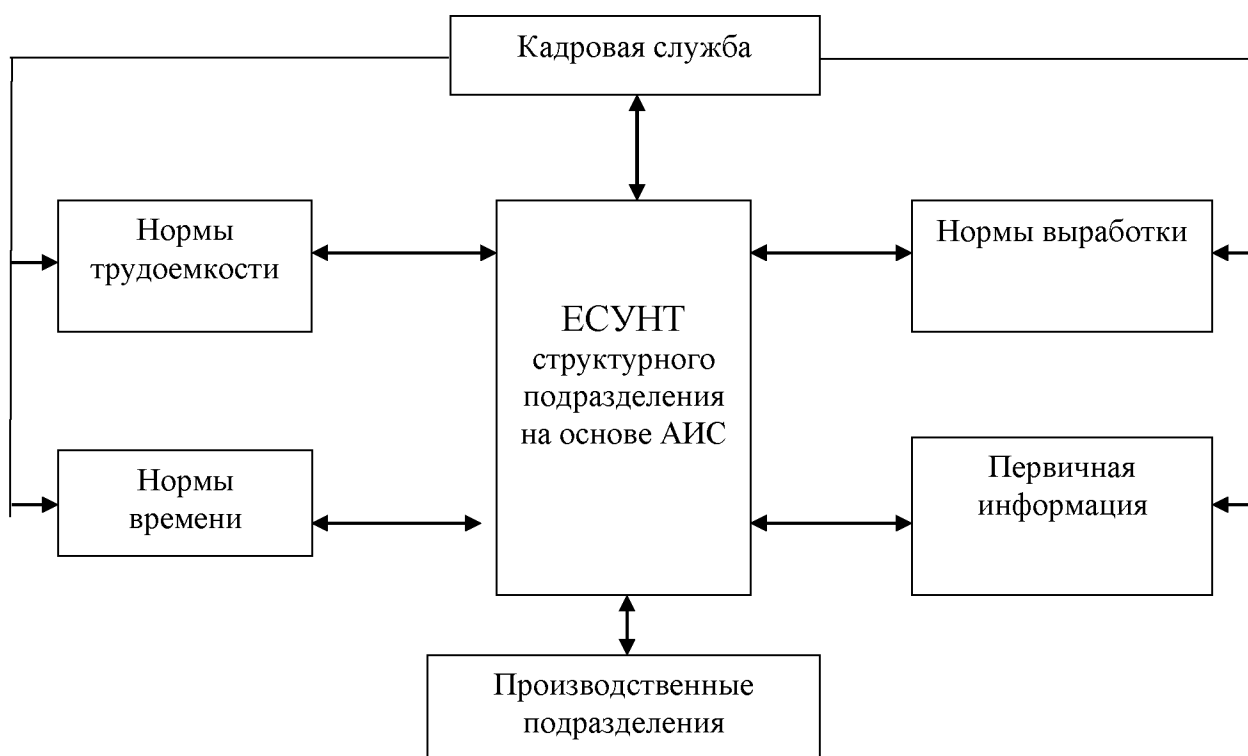 Кадровая служба
Нормы
трудоемкости
ЕСУНТ
структурного
подразделения
на основе АИС
Нормы выработки
Нормы
времени
Первичная
информация
Производственные
подразделения